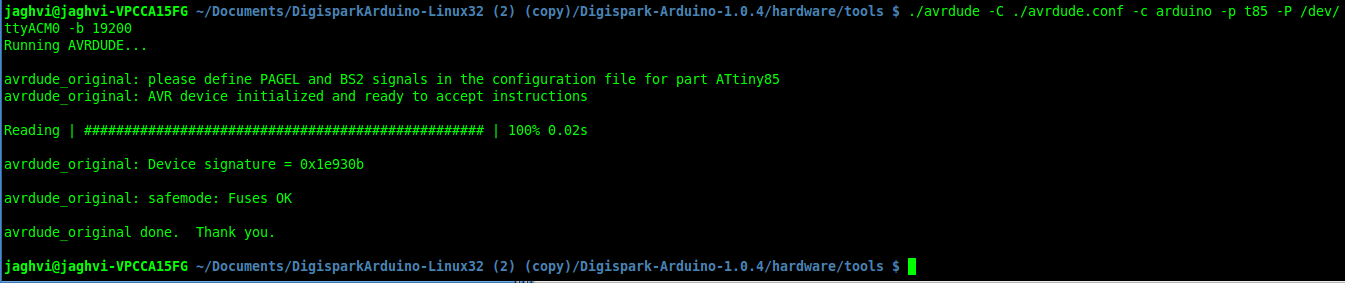 jaghvi@jaghvi-VPCCA15FG ~/Documents/DigisparkArduino-Linux32 (2) (copy)/Digispark-Arduino-1.0.4/hardware/tools $ ./avrdude -C ./avrdude.conf -c arduino -p t85 -P /dev/
ttyACM0 -b 19200
Running AVRDUDE...
avrdude_original: please define PAGEL and BS2 signals in the configuration file for part ATtiny85
avrdude_original: AVR device initialized and ready to accept instructions
Reading | ################################################## | 100% 0.02s
avrdude_original: Device signature = 0x1e930b
avrdude_original: safemode: Fuses OK
avrdude_original done.  Thank you.
jaghvi@jaghvi-VPCCA15FG ~/Documents/DigisparkArduino-Linux32 (2) (copy)/Digispark-Arduino-1.0.4/hardware/tools $